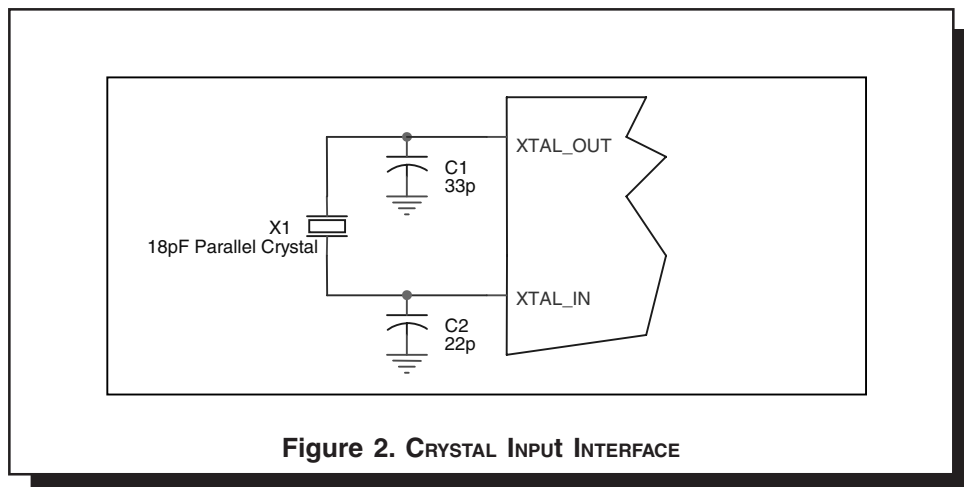 XTAL_OUT
C1
33p
X1
18pF Parallel Crystal
XTAL_IN
C2
22p
Figure 2. CRYSTAL INPUt INTERFACE